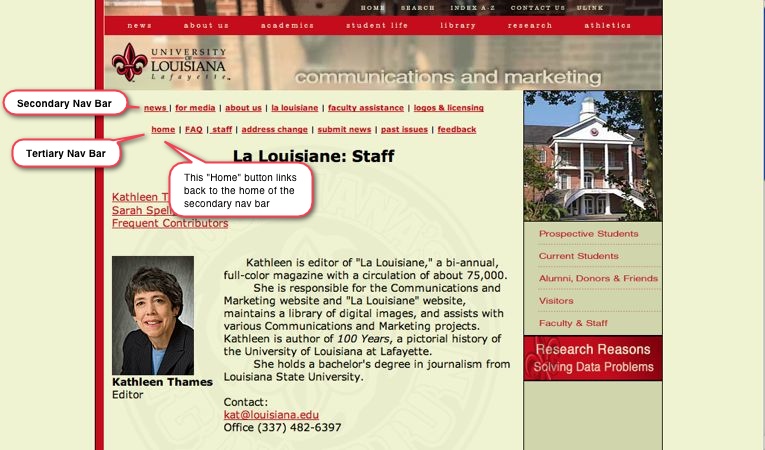 HOME SEARCH INDEX A-Z CONTACT US ULINK
news about us academics student life library research athletics
UNIVERSITY
OF
LOUISIANA
Lafayette™
communications and marketing
Secondary Nav Bar
news | for media | about us | la louisiane | faculty assistance | logos & licensing
home | FAQ | staff | address change | submit news | past issues | feedback
Tertiary Nav Bar
La Louisiane: Staff
This "Home" button links
back to the home of the
secondary nav bar
Kathleen
Sarah
Frequent Contributors
Kathleen is editor of "La Louisiane," a bi-annual,
full-color magazine with a circulation of about 75,000.
She is responsible for the Communications and
Marketing website and "La Louisiane" website,
maintains a library of digital images, and assists with
various Communications and Marketing projects.
Kathleen is author of 100 Years, a pictorial history of
the University of Louisiana at Lafayette.
She holds a bachelor's degree in journalism from
Louisiana State University.
Kathleen Thames
Editor
Contact:
kat@louisiana.edu
Office (337) 482-6397
Prospective Students
Current Students
Alumni, Donors & Friends
Visitors
Faculty & Staff
Research Reasons
Solving Data Problems